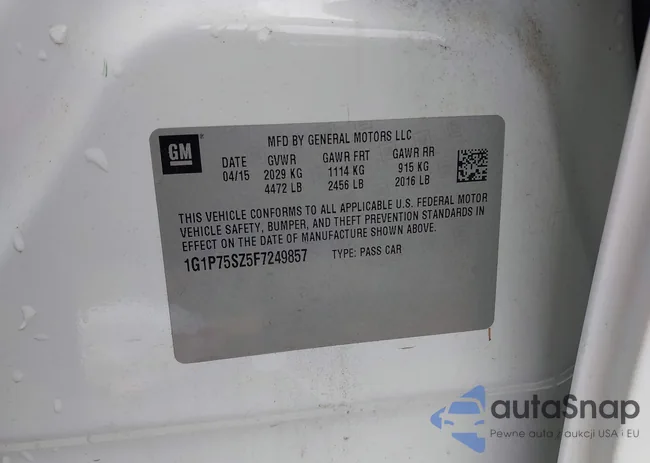 GM
MFD BY GENERAL MOTORS LLC
DATE GVWR GAWR FRT GAWR RR
04/15 2029 KG 1114 KG 915 KG
4472 LB 2456 LB 2016 LB
THIS VEHICLE CONFORMS TO ALL APPLICABLE U.S. FEDERAL MOTOR
VEHICLE SAFETY, BUMPER, AND THEFT PREVENTION STANDARDS IN
EFFECT ON THE DATE OF MANUFACTURE SHOWN ABOVE.
1G1P75SZ5F7249857 TYPE: PASS CAR
autoSnap
Pewne auta z aukcji USA i EU